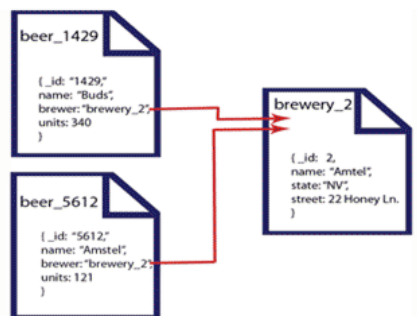 beer_1429
{ _id: “1429,”
name: “Buds”,
brewer: “brewery_2”,
units: 340
}
beer_5612
{ _id: “5612,”
name: “Amstel”,
brewer: “brewery_2”,
units: 121
}
brewery_2
{ _id: 2,
name: “Amtel”,
state: “NV”,
street: 22 Honey Ln.
}